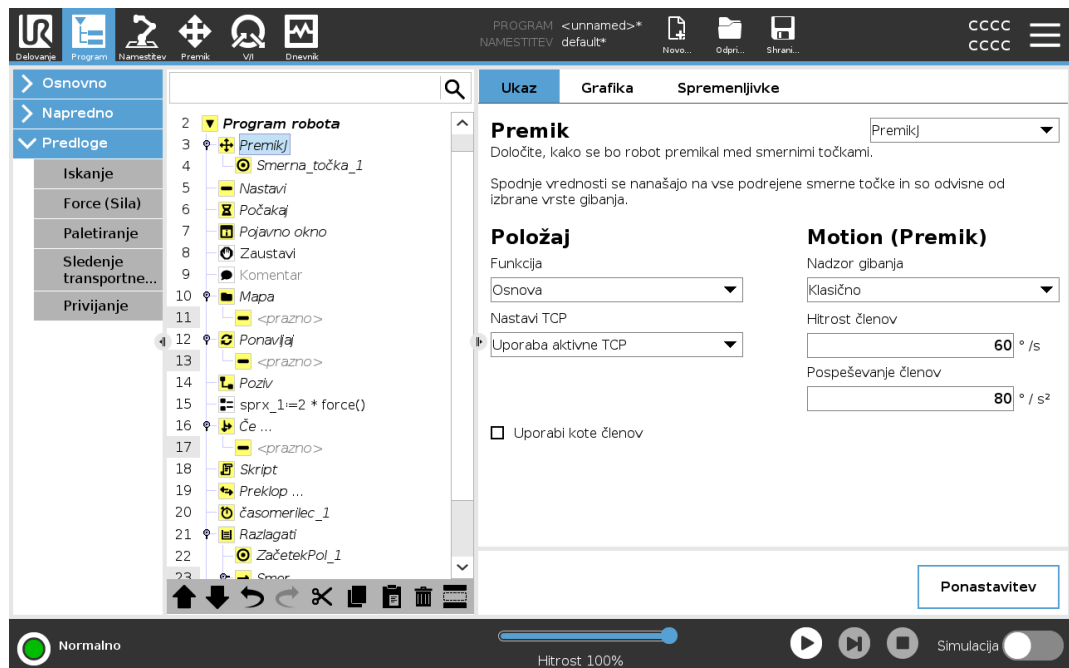 PROGRAM <unnamed>*
NAMESTITEV default*
CCCC
CCCC
UR
Delovanje
Program
Namestitev
Premik
V/I
Dnevnik
Novo...
Odpri...
Shrani...
Osnovno
Napredno
Predloge
Iskanje
Force (Sila)
Paletiranje
Sledenje
transportne...
Privijanje
2 Program robota
3 PremikJ
4 Smerna_točka_1
5 Nastavi
6 Počakaj
7 Pojavno okno
8 Zaustavi
9 Komentar
10 Mapa
11 <prazno>
12 Ponavljaj
13 <prazno>
14 Poziv
15 sprx_1:=2 * force()
16 Če ...
17 <prazno>
18 Skript
19 Preklop ...
20 časomerilec_1
21 Razlagati
22 ZačetekPol_1
23 Smer
Ukaz
Grafika
Spremenljivke
Premik
PremikJ
Določite, kako se bo robot premikal med smernimi točkami.
Spodnje vrednosti se nanašajo na vse podrejene smerne točke in so odvisne od
izbrane vrste gibanja.
Položaj
Funkcija
Osnova
Nastavi TCP
Uporaba aktivne TCP
Uporabi kote členov
Motion (Premik)
Nadzor gibanja
Klasično
Hitrost členov
60 ° /s
Pospeševanje členov
80 ° / s²
Ponastavitev
Normalno
Hitrost 100%
Simulacija